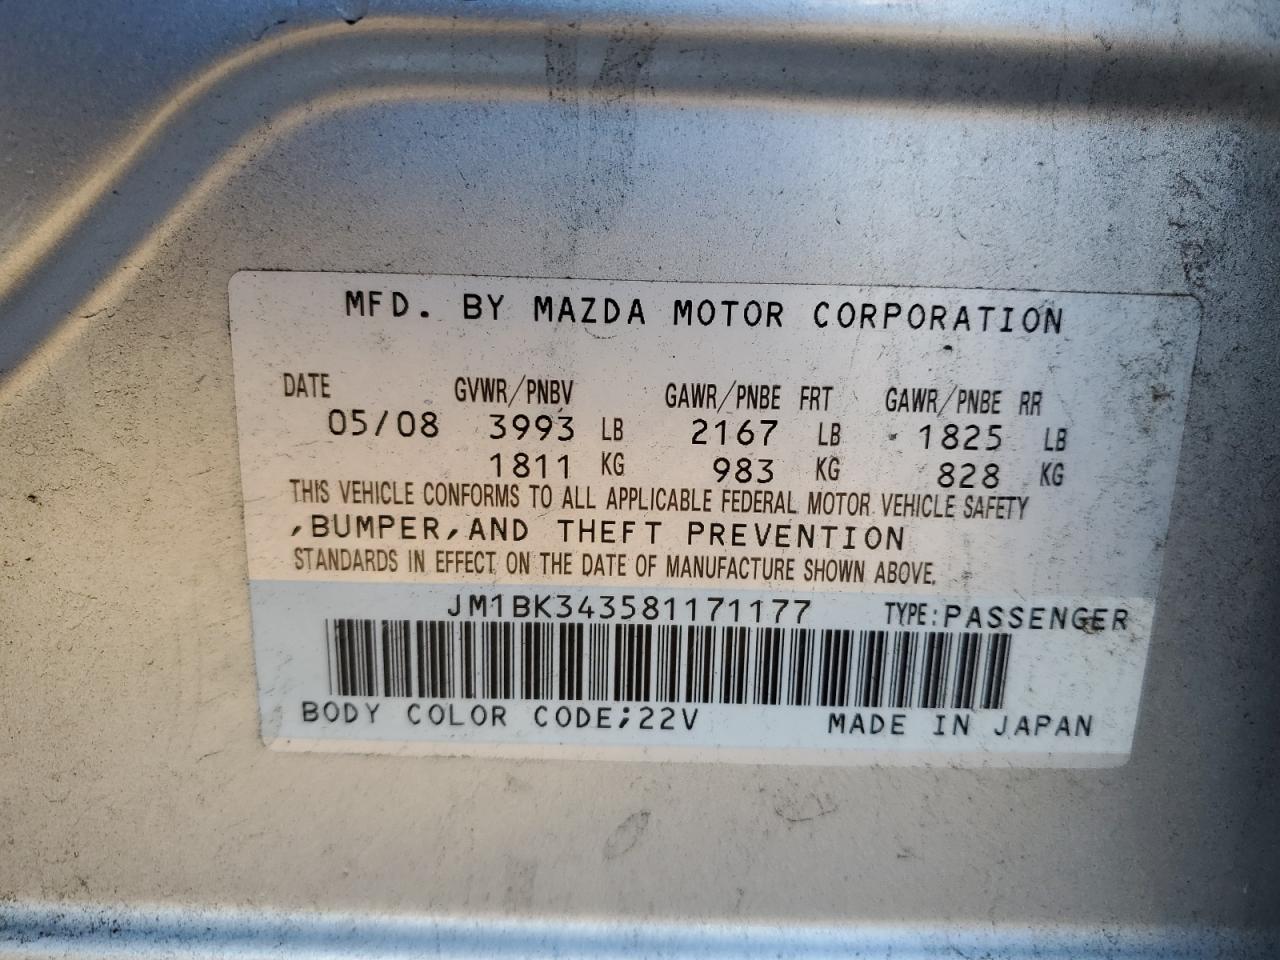 MFD. BY MAZDA MOTOR CORPORATION
DATE GVWR/PNBV GAWR/PNBE FRT GAWR/PNBE RR
05/08 3993 LB 2167 LB 1825 LB
1811 KG 983 KG 828 KG
THIS VEHICLE CONFORMS TO ALL APPLICABLE FEDERAL MOTOR VEHICLE SAFETY
,BUMPER,AND THEFT PREVENTION
STANDARDS IN EFFECT ON THE DATE OF MANUFACTURE SHOWN ABOVE.
JM1BK343581171177 TYPE:PASSENGER
BODY COLOR CODE;22V MADE IN JAPAN